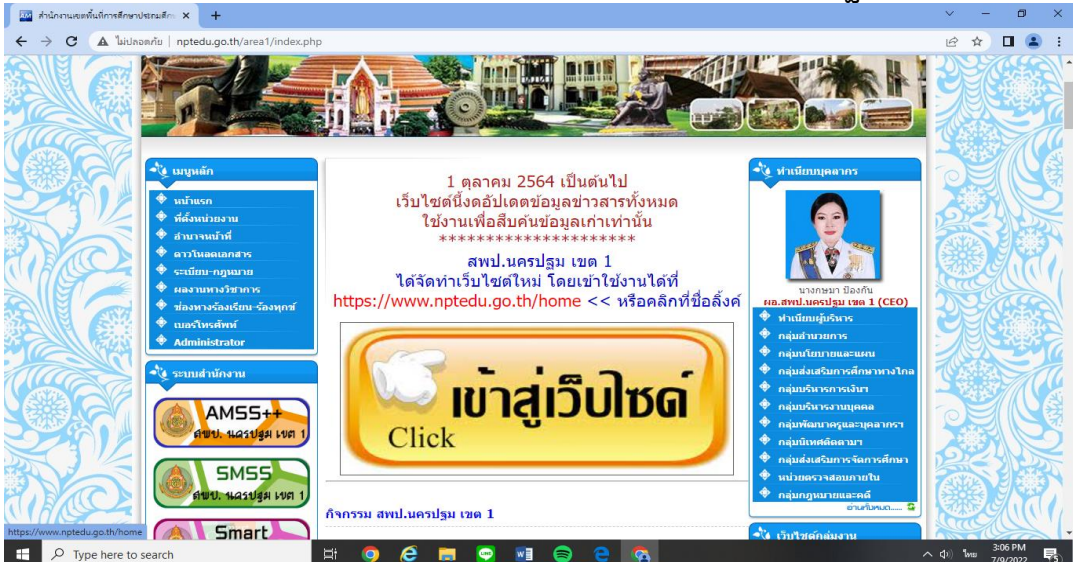 สำนักงานเขตพื้นที่การศึกษาประถมศึกษ
ไม่ปลอดภัย
nptedu.go.th/area1/index.php
เมนูหลัก
หน้าแรก
ที่ตั้งหน่วยงาน
อำนาจหน้าที่
ดาวโหลดเอกสาร
ระเบียบ-กฎหมาย
ผลงานทางวิชาการ
ช่องทางร้องเรียน-ร้องทุกข์
เบอร์โทรศัพท์
Administrator
ระบบสำนักงาน
AMSS++
สพป. นครปฐม เขต 1
SMSS
สพป. นครปฐม เขต 1
Smart
1 ตุลาคม 2564 เป็นต้นไป
เว็บไซต์นี้งดอัปเดตข้อมูลข่าวสารทั้งหมด
ใช้งานเพื่อสืบค้นข้อมูลเก่าเท่านั้น
*********************
สพป.นครปฐม เขต 1
ได้จัดทำเว็บไซต์ใหม่ โดยเข้าใช้งานได้ที่
https://www.nptedu.go.th/home << หรือคลิกที่ชื่อลิ้งค์
เข้าสู่เว็บไซต์
Click
กิจกรรม สพป.นครปฐม เขต 1
ทำเนียบบุคลากร
นางกษมา ป้องกัน
ผอ.สพป.นครปฐม เขต 1 (CEO)
ทำเนียบผู้บริหาร
กลุ่มอำนวยการ
กลุ่มนโยบายและแผน
กลุ่มส่งเสริมการศึกษาทางไกล
กลุ่มบริหารการเงินฯ
กลุ่มบริหารงานบุคคล
กลุ่มพัฒนาครูและบุคลากรฯ
กลุ่มนิเทศติดตามฯ
กลุ่มส่งเสริมการจัดการศึกษา
หน่วยตรวจสอบภายใน
กลุ่มกฎหมายและคดี
อ่านทั้งหมด.....
เว็บไซต์กลุ่มงาน
https://www.nptedu.go.th/home
Type here to search
ไทย
3:06 PM
7/9/2022